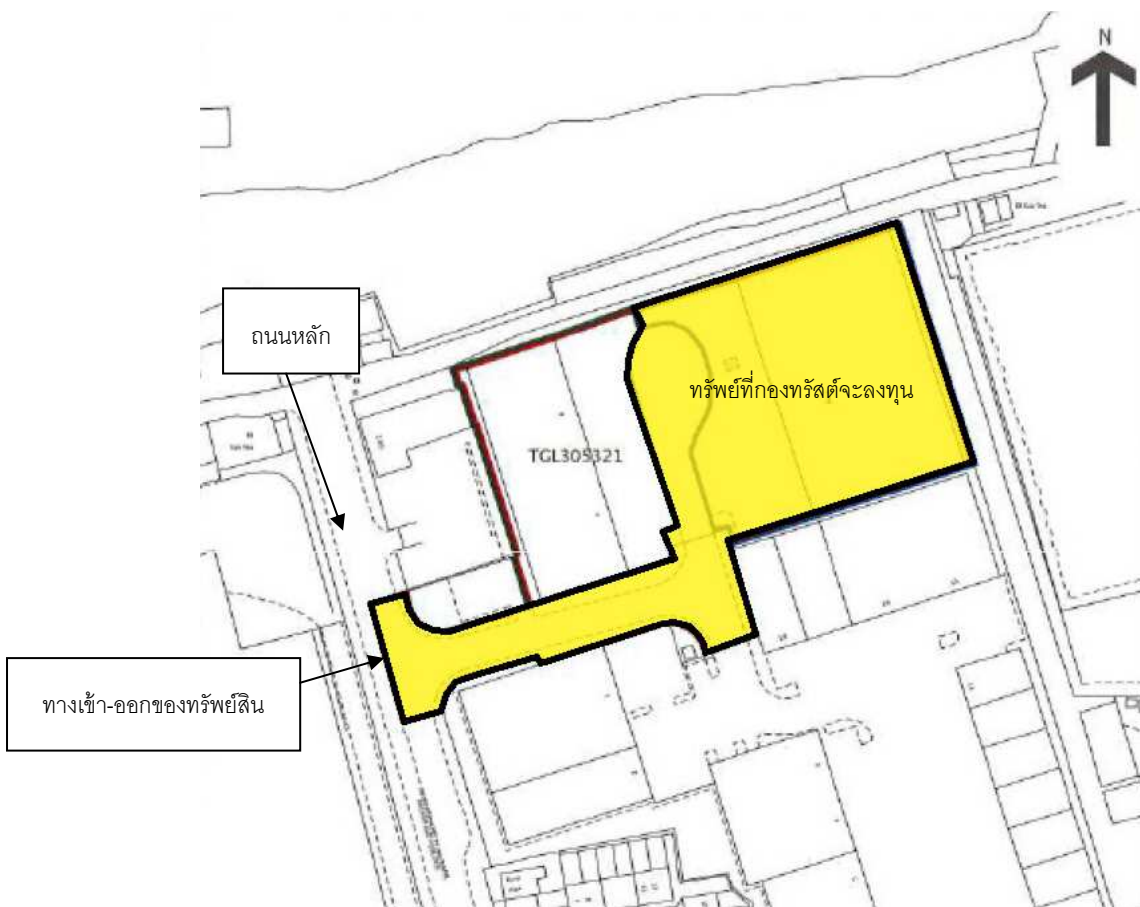 N
ถนนหลัก
ทรัพย์ที่กองทรัสต์จะลงทุน
TGL305321
ทางเข้า-ออกของทรัพย์สิน